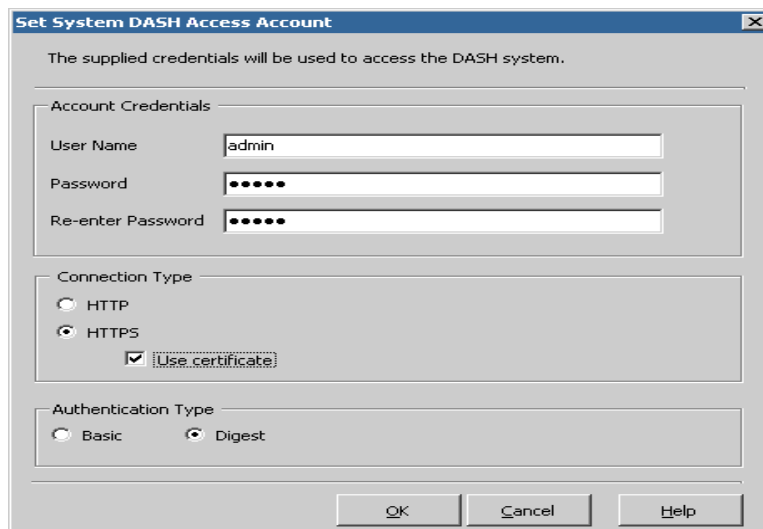 Set System DASH Access Account
The supplied credentials will be used to access the DASH system.
Account Credentials
User Name admin
Password •••••
Re-enter Password •••••
Connection Type
HTTP
HTTPS
Use certificate
Authentication Type
Basic Digest
OK Cancel Help